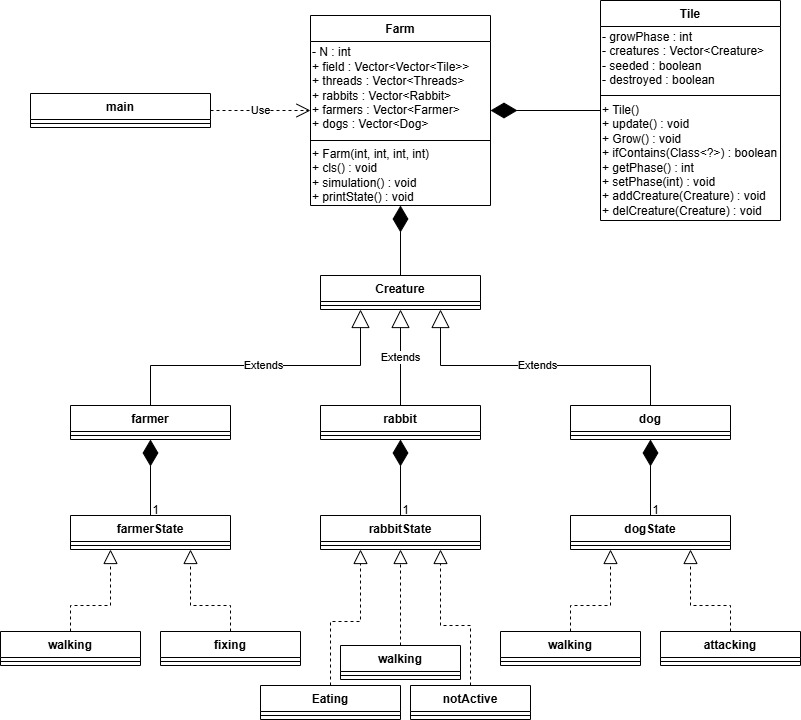 Tile
- growPhase : int
- creatures : Vector<Creature>
- seeded : boolean
- destroyed : boolean
+ Tile()
+ update() : void
+ Grow() : void
+ ifContains(Class<?>) : boolean
+ getPhase() : int
+ setPhase(int) : void
+ addCreature(Creature) : void
+ delCreature(Creature) : void
Farm
- N : int
+ field : Vector<Vector<Tile>>
+ threads : Vector<Threads>
+ rabbits : Vector<Rabbit>
+ farmers : Vector<Farmer>
+ dogs : Vector<Dog>
+ Farm(int, int, int, int)
+ cls() : void
+ simulation() : void
+ printState() : void
main
Use
Creature
Extends
Extends
Extends
farmer
rabbit
dog
1
1
1
farmerState
rabbitState
dogState
walking
fixing
walking
walking
attacking
Eating
notActive